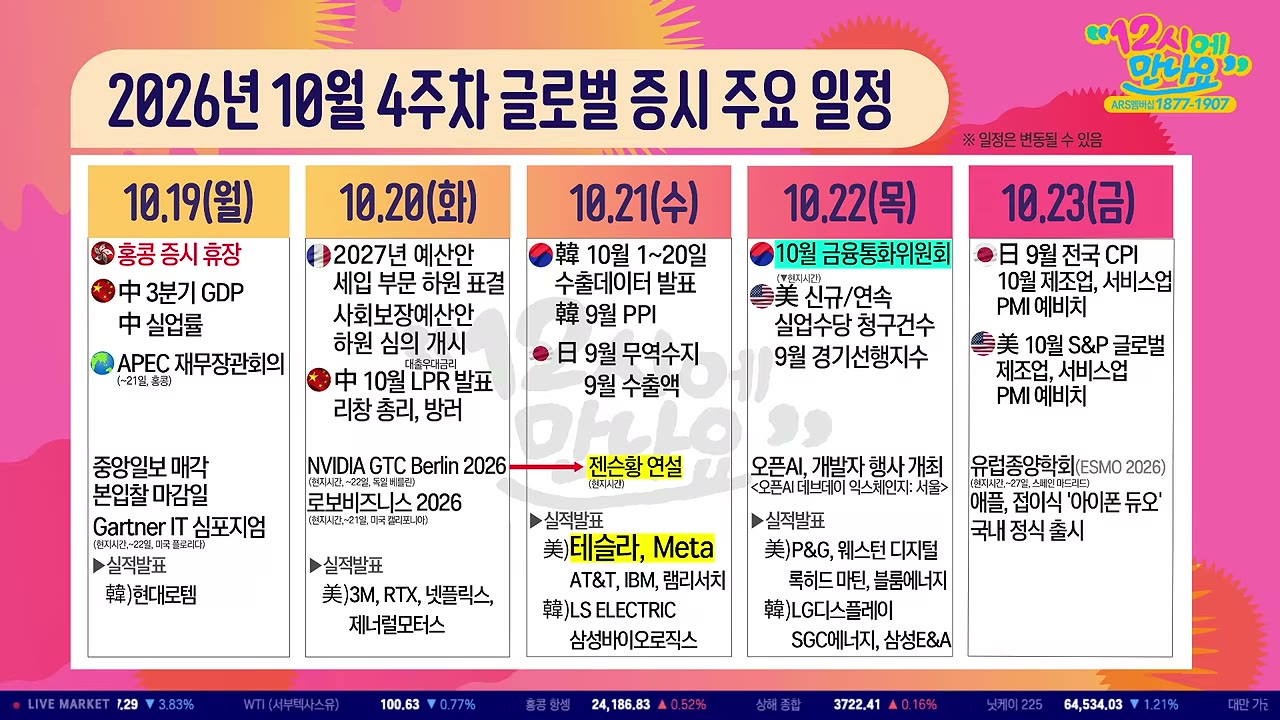 "12시에
만나요"
ARS멤버십 1877-1907
2026년 10월 4주차 글로벌 증시 주요 일정
※ 일정은 변동될 수 있음
10.19(월)
홍콩 증시 휴장
中 3분기 GDP
中 실업률
APEC 재무장관회의
(~21일, 홍콩)
중앙일보 매각
본입찰 마감일
Gartner IT 심포지엄
(현지시간,~22일, 미국 플로리다)
▶실적발표
韓)현대로템
10.20(화)
2027년 예산안
세입 부문 하원 표결
사회보장예산안
하원 심의 개시
대출우대금리
中 10월 LPR 발표
리창 총리, 방러
NVIDIA GTC Berlin 2026
(현지시간, ~22일, 독일 베를린)
로보비즈니스 2026
(현지시간,~21일, 미국 캘리포니아)
▶실적발표
美)3M, RTX, 넷플릭스,
제너럴모터스
10.21(수)
韓 10월 1~20일
수출데이터 발표
韓 9월 PPI
日 9월 무역수지
9월 수출액
젠슨황 연설
(현지시간)
▶실적발표
美)테슬라, Meta
AT&T, IBM, 램리서치
韓)LS ELECTRIC
삼성바이오로직스
10.22(목)
10월 금융통화위원회
(▼현지시간)
美 신규/연속
실업수당 청구건수
9월 경기선행지수
오픈AI, 개발자 행사 개최
<오픈AI 데브데이 익스체인지: 서울>
▶실적발표
美)P&G, 웨스턴 디지털
록히드 마틴, 블룸에너지
韓)LG디스플레이
SGC에너지, 삼성E&A
10.23(금)
日 9월 전국 CPI
10월 제조업, 서비스업
PMI 예비치
美 10월 S&P 글로벌
제조업, 서비스업
PMI 예비치
유럽종양학회(ESMO 2026)
(현지시간,~27일, 스페인 마드리드)
애플, 접이식 '아이폰 듀오'
국내 정식 출시
"12시에
만나요"
LIVE MARKET 7.29 ▼ 3.83% WTI (서부텍사스유) 100.63 ▼ 0.77% 홍콩 항셍 24,186.83 ▲ 0.52% 상해 종합 3722.41 ▲ 0.16% 닛케이 225 64,534.03 ▼ 1.21% 대만 가